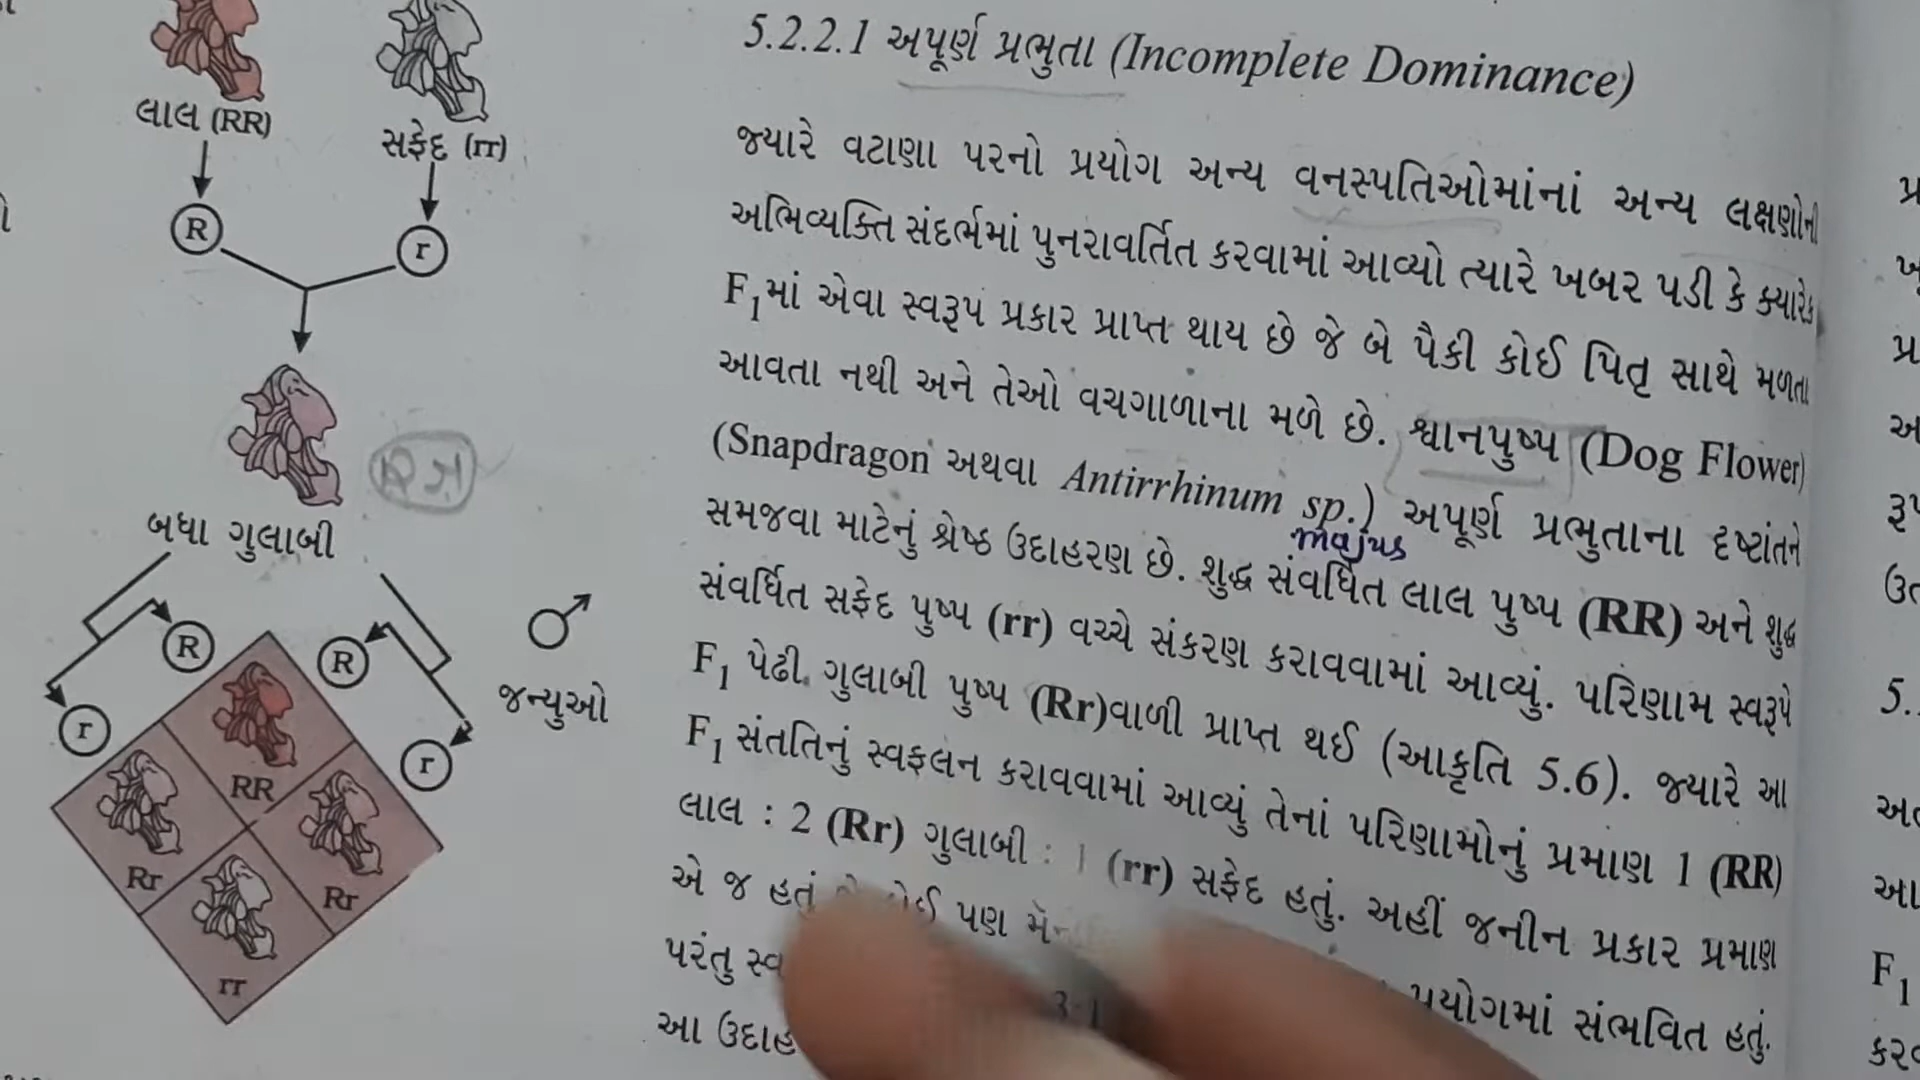 લાલ (RR)
સફેદ (rr)
R
r
Rr
બધા ગુલાબી
R
R
r
r
જન્યુઓ
RR
Rr
Rr
rr
5.2.2.1 અપૂર્ણ પ્રભુતા (Incomplete Dominance)
જ્યારે વટાણા પરનો પ્રયોગ અન્ય વનસ્પતિઓમાંનાં અન્ય લક્ષણોની
અભિવ્યક્તિ સંદર્ભમાં પુનરાવર્તિત કરવામાં આવ્યો ત્યારે ખબર પડી કે ક્યારેક
F1માં એવા સ્વરૂપ પ્રકાર પ્રાપ્ત થાય છે જે બે પૈકી કોઈ પિતૃ સાથે મળતા
આવતા નથી અને તેઓ વચગાળાના મળે છે. શ્વાનપુષ્પ (Dog Flower)
(Snapdragon અથવા Antirrhinum sp.) અપૂર્ણ પ્રભુતાના દૃષ્ટાંતને
majus
સમજવા માટેનું શ્રેષ્ઠ ઉદાહરણ છે. શુદ્ધ સંવર્ધિત લાલ પુષ્પ (RR) અને શુદ્ધ
સંવર્ધિત સફેદ પુષ્પ (rr) વચ્ચે સંકરણ કરાવવામાં આવ્યું. પરિણામ સ્વરૂપે
F1 પેઢી ગુલાબી પુષ્પ (Rr)વાળી પ્રાપ્ત થઈ (આકૃતિ 5.6). જ્યારે આ
F1 સંતતિનું સ્વફલન કરાવવામાં આવ્યું તેનાં પરિણામોનું પ્રમાણ 1 (RR)
લાલ : 2 (Rr) ગુલાબી : 1 (rr) સફેદ હતું. અહીં જનીન પ્રકાર પ્રમાણ
એ જ હતું પણ
પરંતુ પ્રયોગમાં સંભવિત હતું.
આ
F1